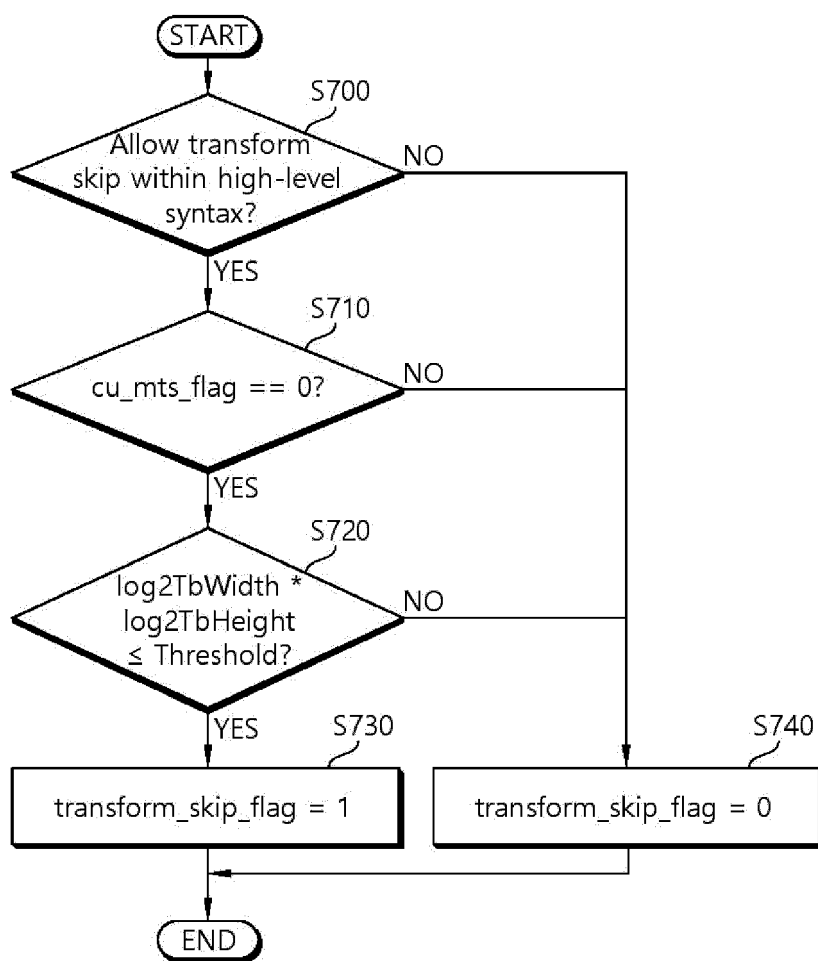 START
S700
Allow transform
skip within high-level
syntax?
NO
YES
S710
cu_mts_flag == 0?
NO
YES
S720
log2TbWidth *
log2TbHeight
≤ Threshold?
NO
YES
S730
S740
transform_skip_flag = 1
transform_skip_flag = 0
END